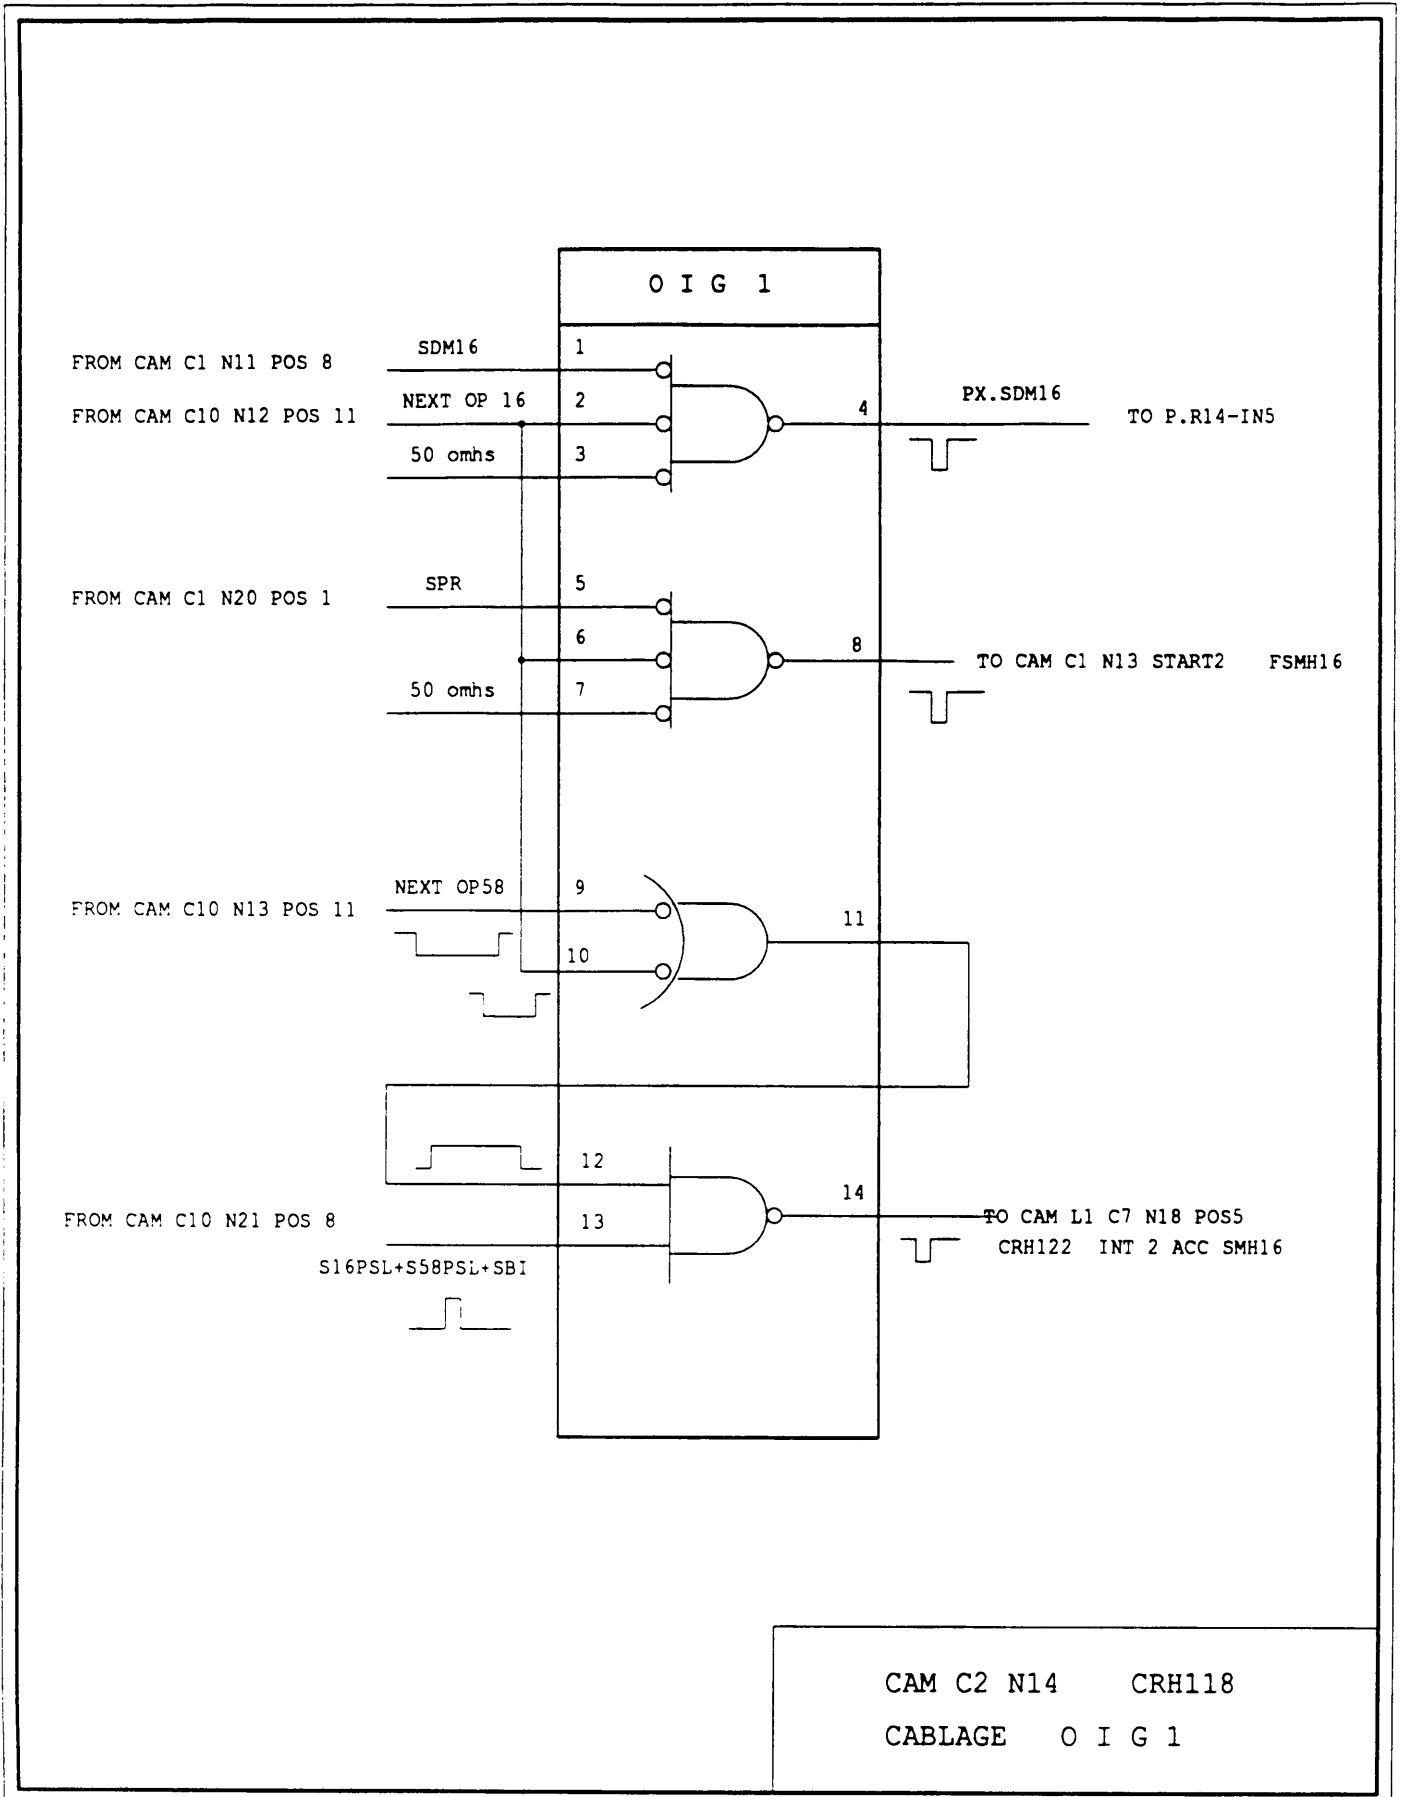 O I G 1
SDM16 1
FROM CAM C1 N11 POS 8
NEXT OP 16 2 PX.SDM16
FROM CAM C10 N12 POS 11 4 TO P.R14-IN5
50 omhs 3
SPR 5
FROM CAM C1 N20 POS 1
6 8
TO CAM C1 N13 START2 FSMH16
50 omhs 7
NEXT OP58 9
FROM CAM C10 N13 POS 11 11
10
12
14
FROM CAM C10 N21 POS 8 13 TO CAM L1 C7 N18 POS5
CRH122 INT 2 ACC SMH16
S16PSL+S58PSL+SBI
CAM C2 N14 CRH118
CABLAGE O I G 1